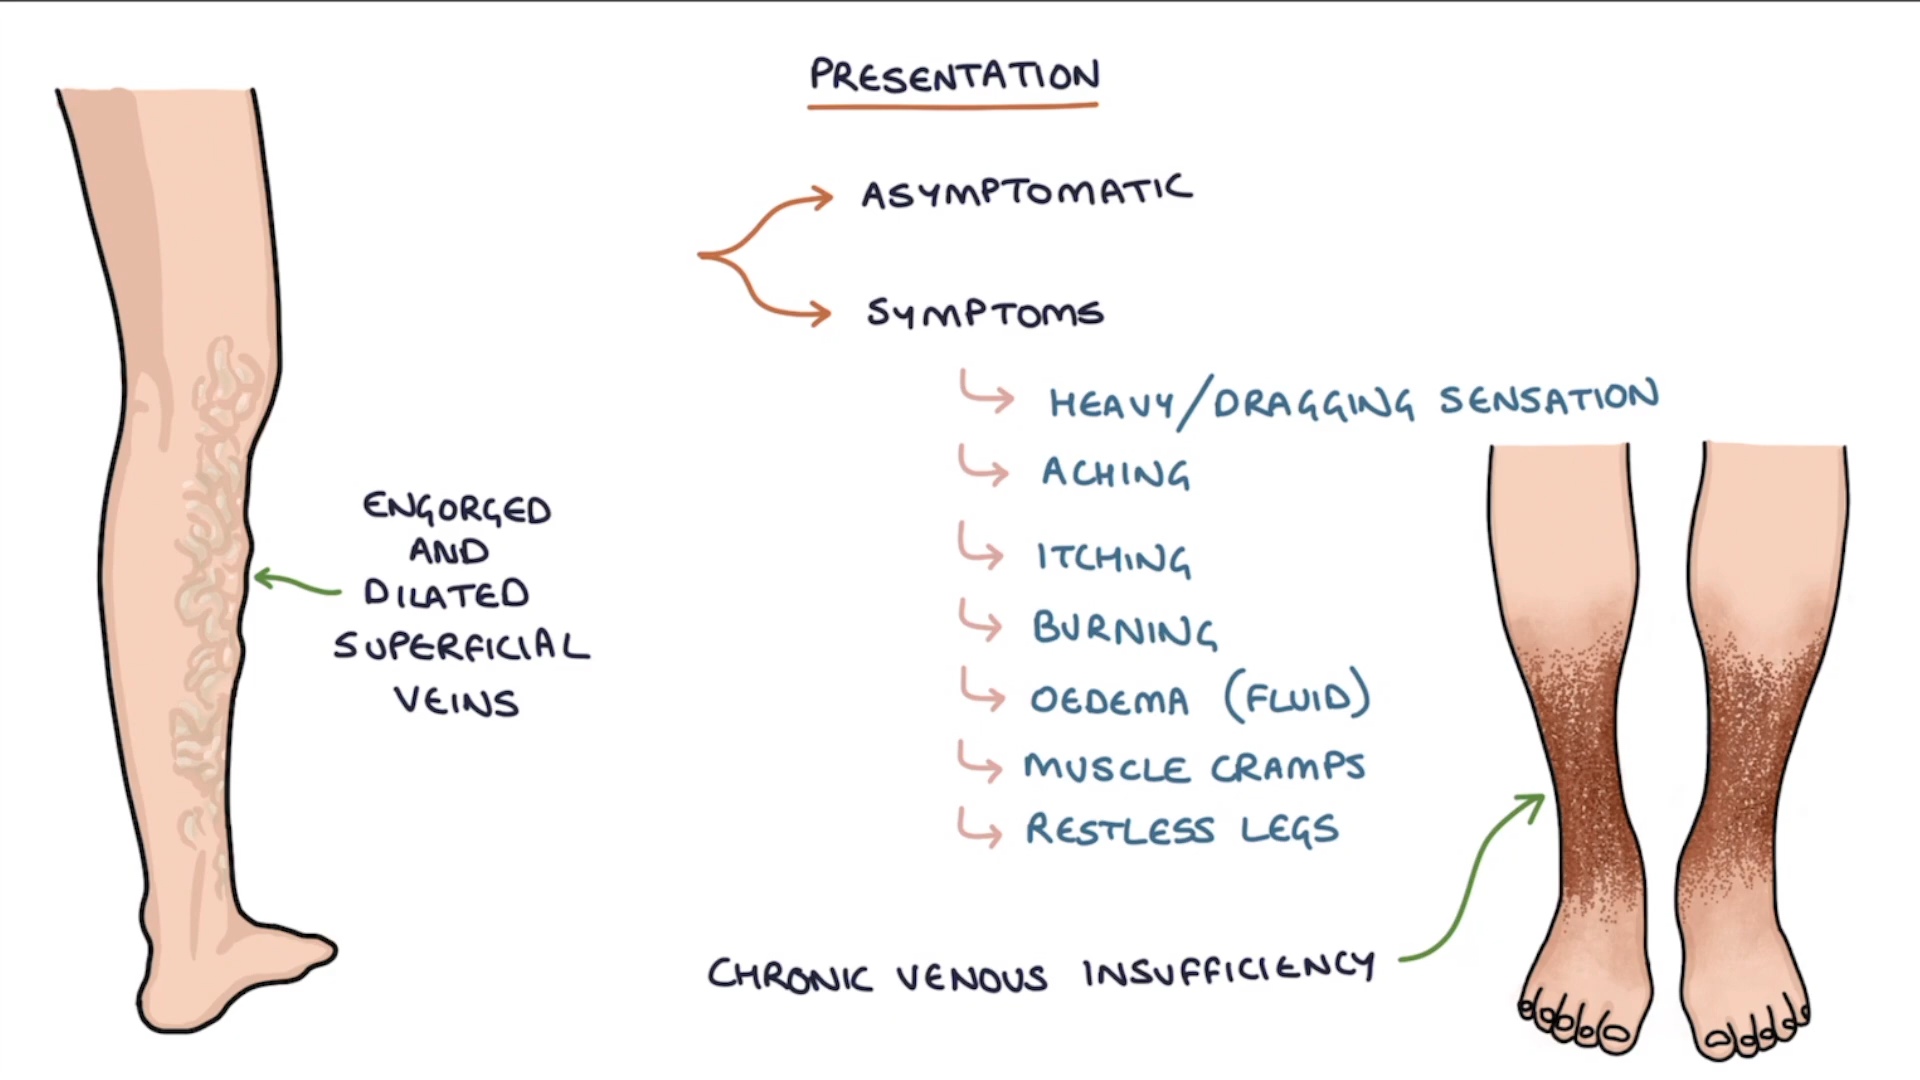 PRESENTATION
ASYMPTOMATIC
SYMPTOMS
HEAVY/DRAGGING SENSATION
ACHING
ITCHING
BURNING
OEDEMA (FLUID)
MUSCLE CRAMPS
RESTLESS LEGS
ENGORGED
AND
DILATED
SUPERFICIAL
VEINS
CHRONIC VENOUS INSUFFICIENCY